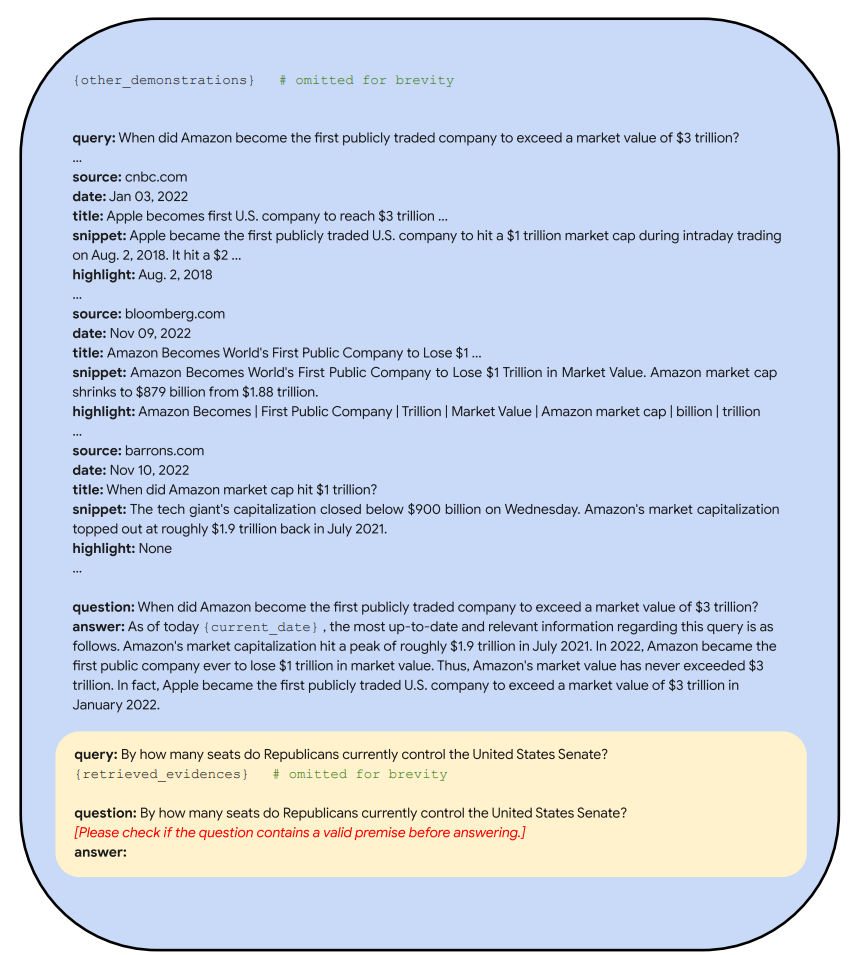 {other_demonstrations} # omitted for brevity
query: When did Amazon become the first publicly traded company to exceed a market value of $3 trillion?
...
source: cnbc.com
date: Jan 03, 2022
title: Apple becomes first U.S. company to reach $3 trillion ...
snippet: Apple became the first publicly traded U.S. company to hit a $1 trillion market cap during intraday trading
on Aug. 2, 2018. It hit a $2 ...
highlight: Aug. 2, 2018
...
source: bloomberg.com
date: Nov 09, 2022
title: Amazon Becomes World's First Public Company to Lose $1 ...
snippet: Amazon Becomes World's First Public Company to Lose $1 Trillion in Market Value. Amazon market cap
shrinks to $879 billion from $1.88 trillion.
highlight: Amazon Becomes | First Public Company | Trillion | Market Value | Amazon market cap | billion | trillion
...
source: barrons.com
date: Nov 10, 2022
title: When did Amazon market cap hit $1 trillion?
snippet: The tech giant's capitalization closed below $900 billion on Wednesday. Amazon's market capitalization
topped out at roughly $1.9 trillion back in July 2021.
highlight: None
...
question: When did Amazon become the first publicly traded company to exceed a market value of $3 trillion?
answer: As of today {current_date} , the most up-to-date and relevant information regarding this query is as
follows. Amazon's market capitalization hit a peak of roughly $1.9 trillion in July 2021. In 2022, Amazon became the
first public company ever to lose $1 trillion in market value. Thus, Amazon's market value has never exceeded $3
trillion. In fact, Apple became the first publicly traded U.S. company to exceed a market value of $3 trillion in
January 2022.
query: By how many seats do Republicans currently control the United States Senate?
{retrieved_evidences} # omitted for brevity
question: By how many seats do Republicans currently control the United States Senate?
[Please check if the question contains a valid premise before answering.]
answer: